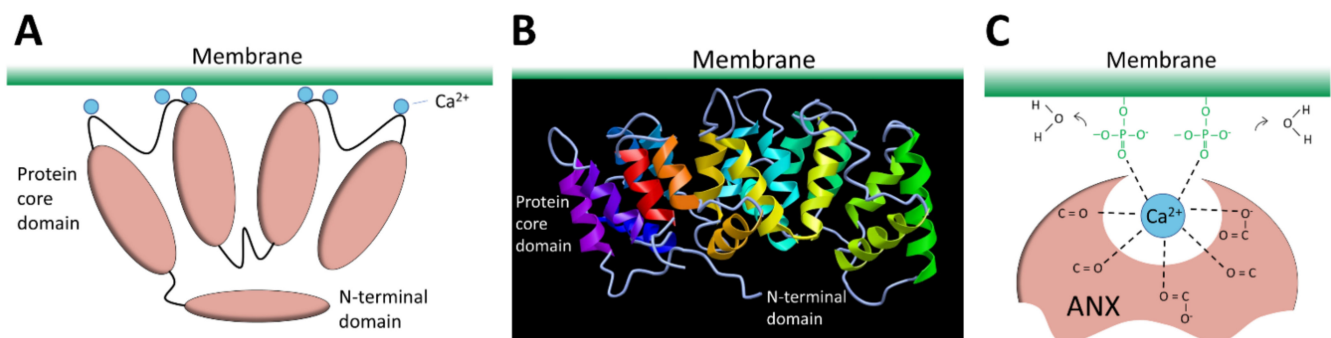 A
Membrane
Ca2+
Protein
core
domain
N-terminal
domain
B
Membrane
Protein
core
domain
N-terminal
domain
C
Membrane
H
O
H
O
–O–P–O-
O
O
–O–P–O-
O
H
O
H
Ca2+
C=O
O-
O=C
C=O
O=C
O=C
O-
ANX